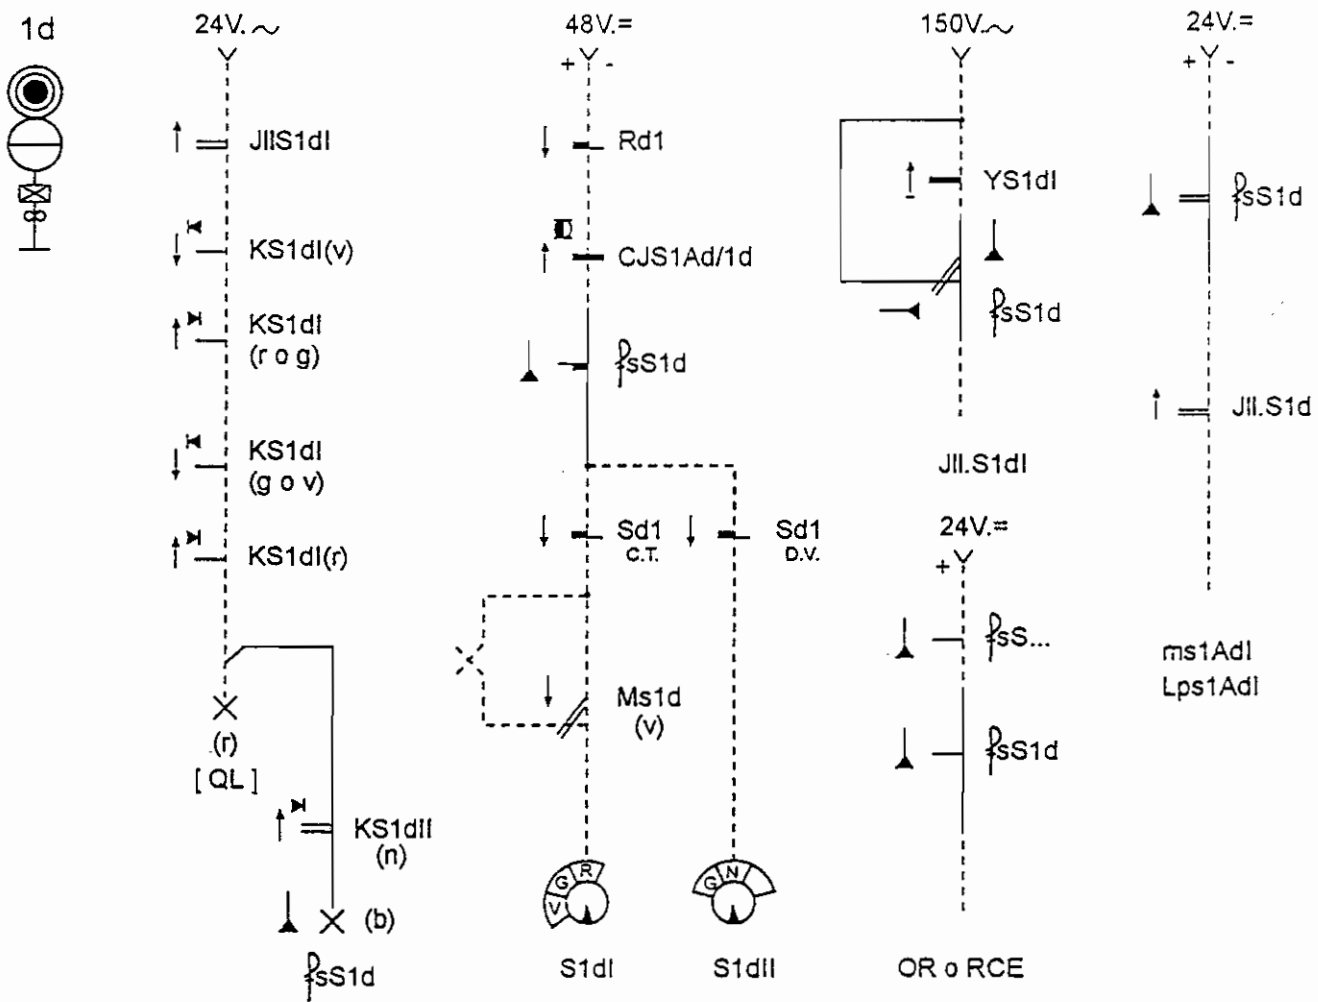 1d
24V.~
48V.=
150V.~
24V.=
+ -
+ -
JIIS1dI
Rd1
YS1dI
sS1d
KS1dI(v)
CJS1Ad/1d
KS1dI
(r o g)
sS1d
sS1d
KS1dI
(g o v)
JII.S1d
JII.S1dI
KS1dI(r)
Sd1
C.T.
Sd1
D.V.
24V.=
+
sS...
ms1AdI
Lps1AdI
Ms1d
(v)
(r)
[ QL ]
sS1d
KS1dII
(n)
V G R
G N
(b)
sS1d
S1dI
S1dII
OR o RCE